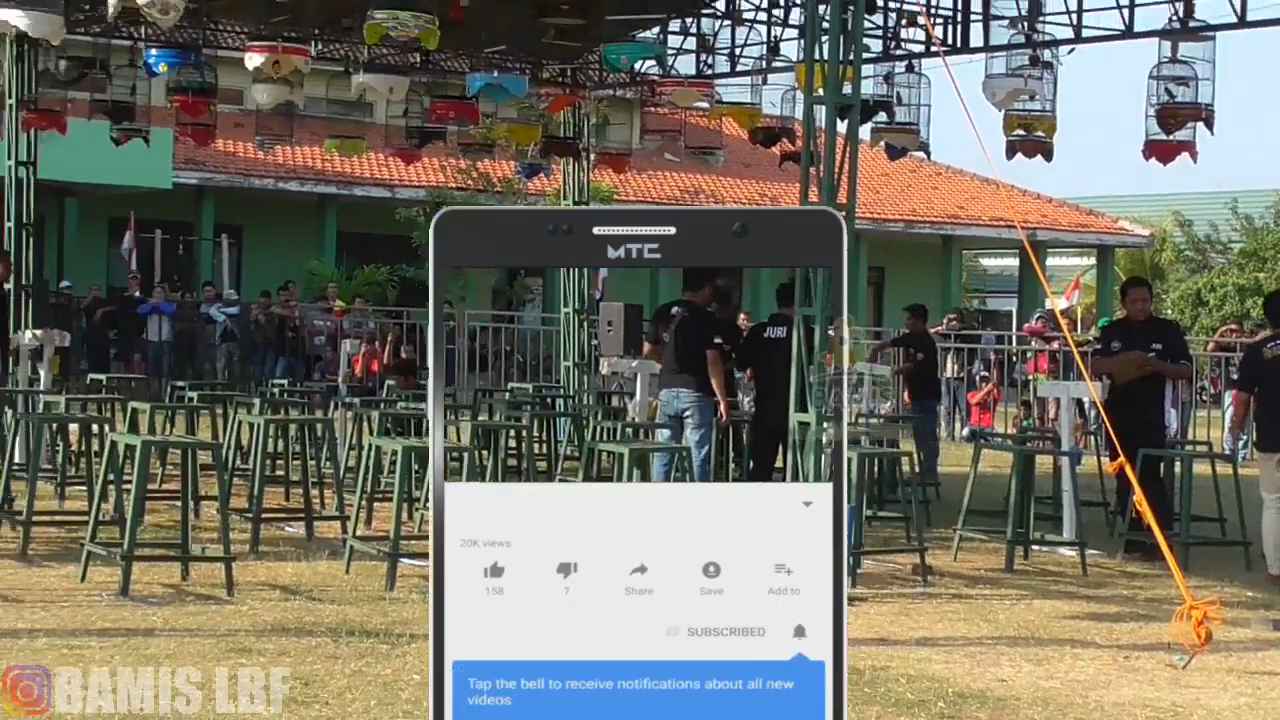 MTC
JURI
20K views
158
7
Share
Save
Add to
SUBSCRIBED
Tap the bell to receive notifications about all new
videos
BAMIS LBF